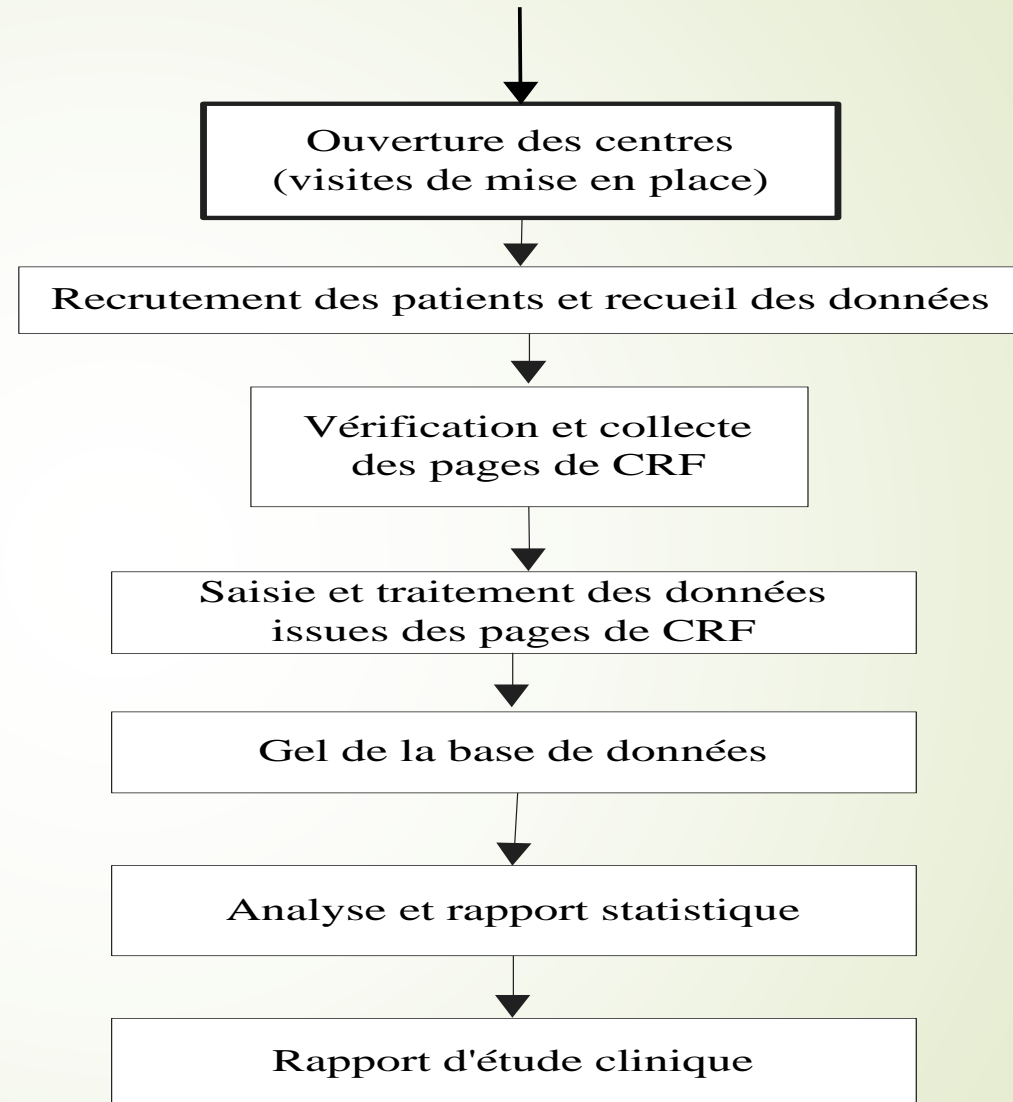 Ouverture des centres
(visites de mise en place)
Recrutement des patients et recueil des données
Vérification et collecte
des pages de CRF
Saisie et traitement des données
issues des pages de CRF
Gel de la base de données
Analyse et rapport statistique
Rapport d'étude clinique